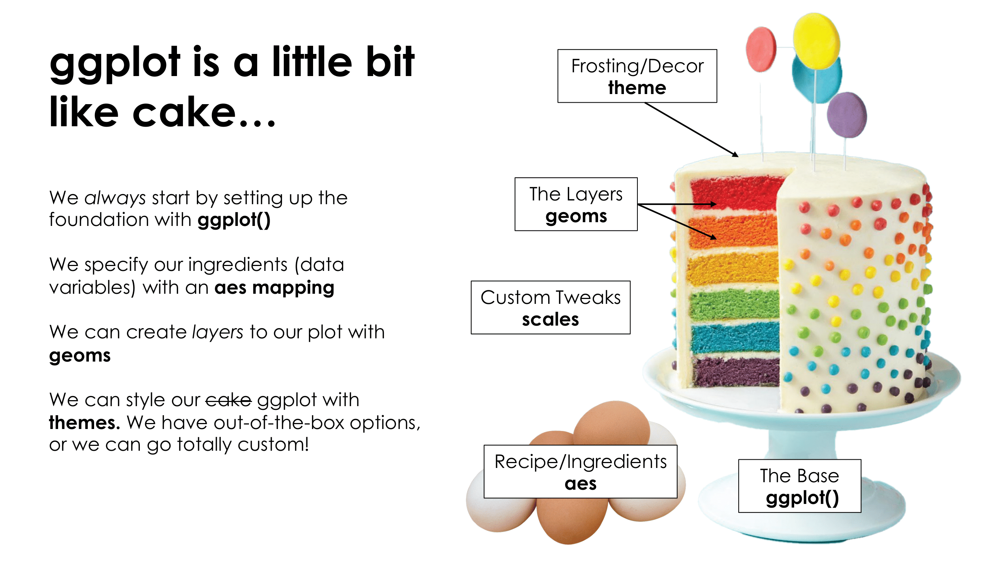 ggplot is a little bit
like cake...
We always start by setting up the
foundation with ggplot()
We specify our ingredients (data
variables) with an aes mapping
We can create layers to our plot with
geoms
We can style our cake ggplot with
themes. We have out-of-the-box options,
or we can go totally custom!
Frosting/Decor
theme
The Layers
geoms
Custom Tweaks
scales
Recipe/Ingredients
aes
The Base
ggplot()